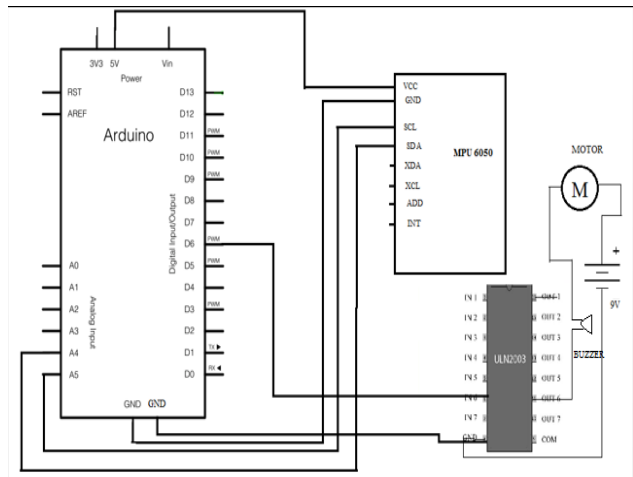 3V3 5V Vin
Power
RST
AREF
Arduino
D13
D12
D11 PWM
D10 PWM
D9 PWM
D8
D7
D6 PWM
D5 PWM
D4
D3 PWM
D2
D1 TX ▶
D0 RX ◀
Digital Input/Output
A0
A1
A2
A3
A4
A5
Analog Input
GND GND
VCC
GND
SCL
SDA
XDA
XCL
ADD
INT
MPU 6050
MOTOR
M
+
9V
BUZZER
IN 1
IN 2
IN 3
IN 4
IN 5
IN 6
IN 7
GND
ULN2003
OUT 1
OUT 2
OUT 3
OUT 4
OUT 5
OUT 6
OUT 7
COM